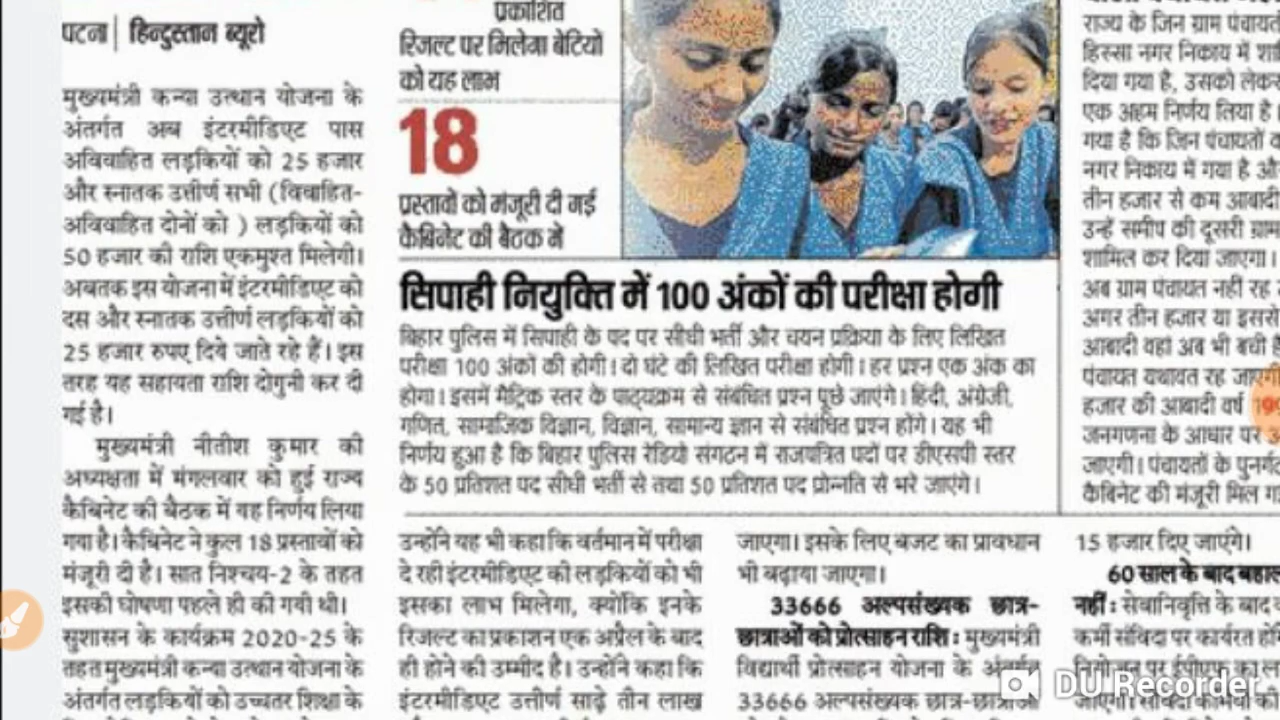 पटना| हिन्दुस्तान ब्यूरो
मुख्यमंत्री कन्या उत्थान योजना के
अंतर्गत अब इंटरमीडिएट पास
अविवाहित लड़कियों को 25 हजार
और स्नातक उत्तीर्ण सभी (विवाहित-
अविवाहित दोनों को ) लड़कियों को
50 हजार की राशि एकमुश्त मिलेगी।
अबतक इस योजना में इंटरमीडिएट को
दस और स्नातक उत्तीर्ण लड़कियों को
25 हजार रुपए दिये जाते रहे हैं। इस
तरह यह सहायता राशि दोगुनी कर दी
गई है।
मुख्यमंत्री नीतीश कुमार की
अध्यक्षता में मंगलवार को हुई राज्य
कैबिनेट की बैठक में यह निर्णय लिया
गया है। कैबिनेट ने कुल 18 प्रस्तावों को
मंजूरी दी है। सात निश्चय-2 के तहत
इसकी घोषणा पहले ही की गयी थी।
सुशासन के कार्यक्रम 2020-25 के
तहत मुख्यमंत्री कन्या उत्थान योजना के
अंतर्गत लड़कियों को उच्चतर शिक्षा के
प्रकाशित
रिजल्ट पर मिलेगा बेटियों
को यह लाभ
18
प्रस्तावों को मंजूरी दी गई
कैबिनेट की बैठक में
सिपाही नियुक्ति में 100 अंकों की परीक्षा होगी
बिहार पुलिस में सिपाही के पद पर सीधी भर्ती और चयन प्रक्रिया के लिए लिखित
परीक्षा 100 अंकों की होगी। दो घंटे की लिखित परीक्षा होगी। हर प्रश्न एक अंक का
होगा। इसमें मैट्रिक स्तर के पाठ्यक्रम से संबंधित प्रश्न पूछे जाएंगे। हिंदी, अंग्रेजी,
गणित, सामाजिक विज्ञान, विज्ञान, सामान्य ज्ञान से संबंधित प्रश्न होंगे। यह भी
निर्णय हुआ है कि बिहार पुलिस रेडियो संगठन में राजपत्रित पदों पर डीएसपी स्तर
के 50 प्रतिशत पद सीधी भर्ती से तथा 50 प्रतिशत पद प्रोन्नति से भरे जाएंगे।
उन्होंने यह भी कहा कि वर्तमान में परीक्षा
दे रही इंटरमीडिएट की लड़कियों को भी
इसका लाभ मिलेगा, क्योंकि इनके
रिजल्ट का प्रकाशन एक अप्रैल के बाद
ही होने की उम्मीद है। उन्होंने कहा कि
इंटरमीडिएट उत्तीर्ण साढ़े तीन लाख
जाएगा। इसके लिए बजट का प्रावधान
भी बढ़ाया जाएगा।
33666 अल्पसंख्यक छात्र-
छात्राओं को प्रोत्साहन राशि : मुख्यमंत्री
विद्यार्थी प्रोत्साहन योजना के अंतर्गत
33666 अल्पसंख्यक छात्र-छात्राओं
राज्य के जिन ग्राम
हिस्सा नगर निकाय में
दिया गया है, उसको
एक अहम निर्णय लिया है
गया है कि जिन पंचायतों
नगर निकाय में गया है
तीन हजार से कम आबादी
उन्हें समीप की दूसरी ग्राम
शामिल कर दिया जाएगा।
अब ग्राम पंचायत नहीं रह
अगर तीन हजार या
आबादी वहां अब भी बची
पंचायत यथावत रह
हजार की आबादी वर्ष
जनगणना के आधार पर
जाएगी। पंचायतों के
कैबिनेट की मंजूरी मिल
15 हजार दिए जाएंगे।
60 साल के बाद
नहीं : सेवानिवृत्ति के बाद
कर्मी संविदा पर कार्यरत
नियोजन पर ईपीएफ का
DU Recorder